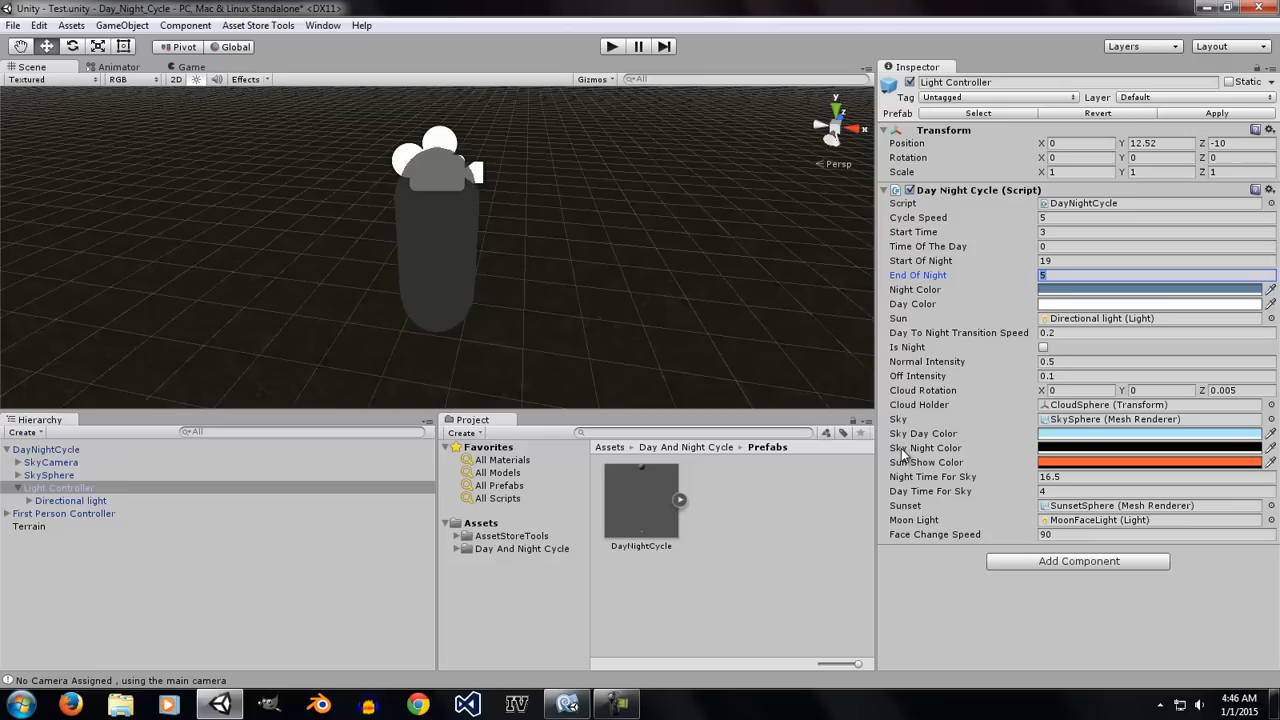 Unity - Test.unity - Day_Night_Cycle - PC, Mac & Linux Standalone* <DX11>
File Edit Assets GameObject Component Asset Store Tools Window Help
Pivot Global Layers Layout
Scene Animator Game
Textured RGB 2D Effects Gizmos All
y
z
x
Persp
Inspector
Light Controller Static
Tag Untagged Layer Default
Prefab Select Revert Apply
Transform
Position X 0 Y 12.52 Z -10
Rotation X 0 Y 0 Z 0
Scale X 1 Y 1 Z 1
Day Night Cycle (Script)
Script DayNightCycle
Cycle Speed 5
Start Time 3
Time Of The Day 0
Start Of Night 19
End Of Night 5
Night Color
Day Color
Sun Directional light (Light)
Day To Night Transition Speed 0.2
Is Night
Normal Intensity 0.5
Off Intensity 0.1
Cloud Rotation X 0 Y 0 Z 0.005
Cloud Holder CloudSphere (Transform)
Sky SkySphere (Mesh Renderer)
Sky Day Color
Sky Night Color
Sun Show Color
Night Time For Sky 16.5
Day Time For Sky 4
Sunset SunsetSphere (Mesh Renderer)
Moon Light MoonFaceLight (Light)
Face Change Speed 90
Add Component
Hierarchy
Create All
DayNightCycle
SkyCamera
SkySphere
Light Controller
Directional light
First Person Controller
Terrain
Project
Create
Favorites
All Materials
All Models
All Prefabs
All Scripts
Assets
AssetStoreTools
Day And Night Cycle
Assets Day And Night Cycle Prefabs
DayNightCycle
No Camera Assigned , using the main camera
IV
4:46 AM
1/1/2015